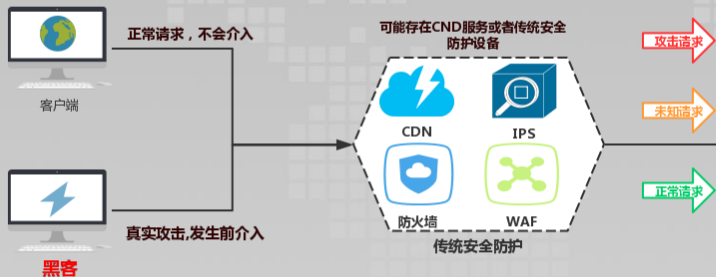 正常请求，不会介入
客户端
真实攻击,发生前介入
黑客
可能存在CND服务或者传统安全
防护设备
CDN
IPS
防火墙
WAF
传统安全防护
攻击请求
未知请求
正常请求